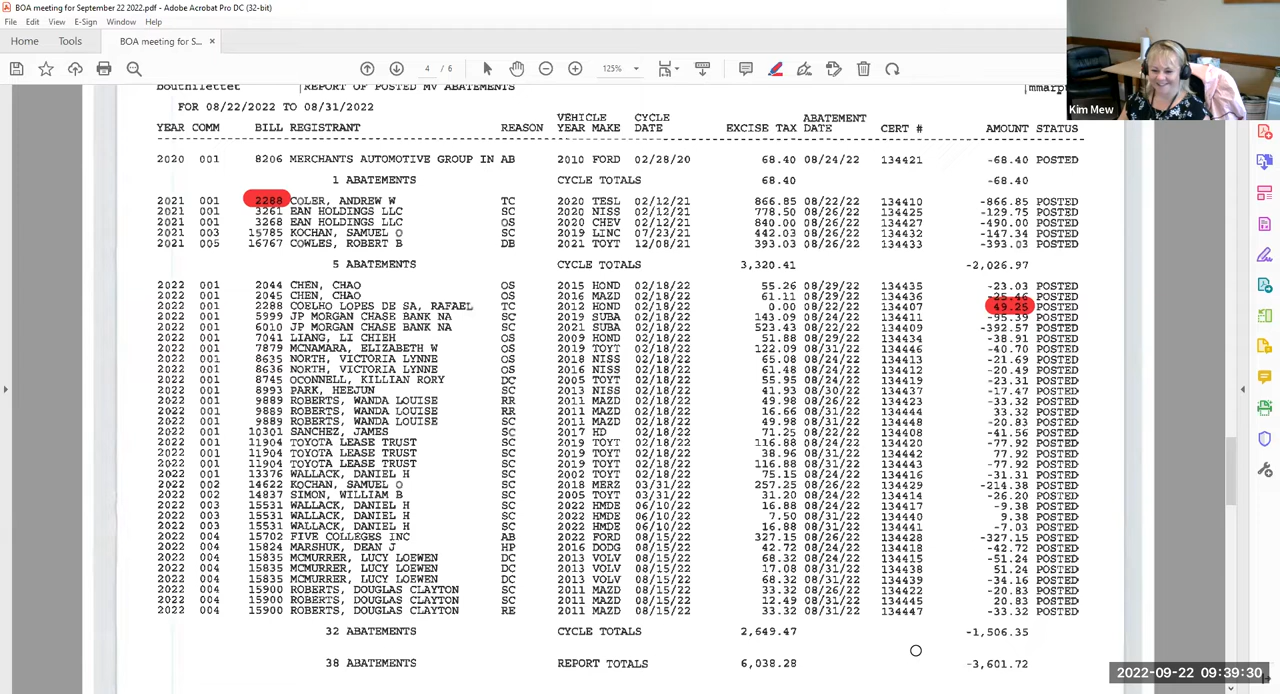 BOA meeting for September 22 2022.pdf - Adobe Acrobat Pro DC (32-bit)
File Edit View E-Sign Window Help
Home Tools BOA meeting for S... ×
4 / 6 125%
Kim Mew
REPORT OF POSTED MV ABATEMENTS
FOR 08/22/2022 TO 08/31/2022
VEHICLE CYCLE ABATEMENT
YEAR COMM BILL REGISTRANT REASON YEAR MAKE DATE EXCISE TAX DATE CERT # AMOUNT STATUS
2020 001 8206 MERCHANTS AUTOMOTIVE GROUP IN AB 2010 FORD 02/28/20 68.40 08/24/22 134421 -68.40 POSTED
1 ABATEMENTS CYCLE TOTALS 68.40 -68.40
2021 001 2288 COLER, ANDREW W TC 2020 TESL 02/12/21 866.85 08/22/22 134410 -866.85 POSTED
2021 001 3261 EAN HOLDINGS LLC SC 2020 NISS 02/12/21 778.50 08/26/22 134425 -129.75 POSTED
2021 001 3268 EAN HOLDINGS LLC OS 2020 CHEV 02/12/21 840.00 08/26/22 134427 -490.00 POSTED
2021 003 15785 KOCHAN, SAMUEL O SC 2019 LINC 07/23/21 442.03 08/26/22 134432 -147.34 POSTED
2021 005 16767 COWLES, ROBERT B DB 2021 TOYT 12/08/21 393.03 08/26/22 134433 -393.03 POSTED
5 ABATEMENTS CYCLE TOTALS 3,320.41 -2,026.97
2022 001 2044 CHEN, CHAO OS 2015 HOND 02/18/22 55.26 08/29/22 134435 -23.03 POSTED
2022 001 2045 CHEN, CHAO OS 2016 MAZD 02/18/22 61.11 08/29/22 134436 -25.46 POSTED
2022 001 2288 COELHO LOPES DE SA, RAFAEL TC 2012 HOND 02/18/22 0.00 08/22/22 134407 49.25 POSTED
2022 001 5999 JP MORGAN CHASE BANK NA SC 2019 SUBA 02/18/22 143.09 08/24/22 134411 -95.39 POSTED
2022 001 6010 JP MORGAN CHASE BANK NA OS 2021 SUBA 02/18/22 523.43 08/22/22 134409 -392.57 POSTED
2022 001 7041 LIANG, LI CHIEH OS 2009 HOND 02/18/22 51.88 08/29/22 134434 -38.91 POSTED
2022 001 7879 MCNAMARA, ELIZABETH W OS 2019 TOYT 02/18/22 122.09 08/31/22 134446 -40.70 POSTED
2022 001 8635 NORTH, VICTORIA LYNNE OS 2018 NISS 02/18/22 65.08 08/24/22 134413 -21.69 POSTED
2022 001 8636 NORTH, VICTORIA LYNNE OS 2016 NISS 02/18/22 61.48 08/24/22 134412 -20.49 POSTED
2022 001 8745 OCONNELL, KILLIAN RORY DC 2005 TOYT 02/18/22 55.95 08/24/22 134419 -23.31 POSTED
2022 001 8993 PARK, HEEJUN SC 2013 NISS 02/18/22 41.93 08/30/22 134437 -17.47 POSTED
2022 001 9889 ROBERTS, WANDA LOUISE RR 2011 MAZD 02/18/22 49.98 08/26/22 134423 -33.32 POSTED
2022 001 9889 ROBERTS, WANDA LOUISE RR 2011 MAZD 02/18/22 16.66 08/31/22 134444 33.32 POSTED
2022 001 9889 ROBERTS, WANDA LOUISE SC 2011 MAZD 02/18/22 49.98 08/31/22 134448 -20.83 POSTED
2022 001 10301 SANCHEZ, JAMES SC 2017 HD 02/18/22 71.25 08/22/22 134408 -41.56 POSTED
2022 001 11904 TOYOTA LEASE TRUST SC 2019 TOYT 02/18/22 116.88 08/24/22 134420 -77.92 POSTED
2022 001 11904 TOYOTA LEASE TRUST SC 2019 TOYT 02/18/22 38.96 08/31/22 134442 77.92 POSTED
2022 001 11904 TOYOTA LEASE TRUST SC 2019 TOYT 02/18/22 116.88 08/31/22 134443 -77.92 POSTED
2022 001 13376 WALLACK, DANIEL H SC 2002 TOYT 02/18/22 75.15 08/24/22 134416 -31.31 POSTED
2022 002 14622 KOCHAN, SAMUEL O SC 2018 MERZ 03/31/22 257.25 08/26/22 134429 -214.38 POSTED
2022 002 14837 SIMON, WILLIAM B SC 2005 TOYT 03/31/22 31.20 08/24/22 134414 -26.20 POSTED
2022 003 15531 WALLACK, DANIEL H SC 2022 HMDE 06/10/22 16.88 08/24/22 134417 -9.38 POSTED
2022 003 15531 WALLACK, DANIEL H SC 2022 HMDE 06/10/22 7.50 08/31/22 134440 9.38 POSTED
2022 003 15531 WALLACK, DANIEL H SC 2022 HMDE 06/10/22 16.88 08/31/22 134441 -7.03 POSTED
2022 004 15702 FIVE COLLEGES INC AB 2022 FORD 08/15/22 327.15 08/26/22 134428 -327.15 POSTED
2022 004 15824 MARSHUK, DEAN J HP 2016 DODG 08/15/22 42.72 08/24/22 134418 -42.72 POSTED
2022 004 15835 MCMURRER, LUCY LOEWEN DC 2013 VOLV 08/15/22 68.32 08/24/22 134415 -51.24 POSTED
2022 004 15835 MCMURRER, LUCY LOEWEN DC 2013 VOLV 08/15/22 17.08 08/31/22 134438 51.24 POSTED
2022 004 15835 MCMURRER, LUCY LOEWEN DC 2013 VOLV 08/15/22 68.32 08/31/22 134439 -34.16 POSTED
2022 004 15900 ROBERTS, DOUGLAS CLAYTON SC 2011 MAZD 08/15/22 33.32 08/26/22 134422 -20.83 POSTED
2022 004 15900 ROBERTS, DOUGLAS CLAYTON SC 2011 MAZD 08/15/22 12.49 08/31/22 134445 20.83 POSTED
2022 004 15900 ROBERTS, DOUGLAS CLAYTON RE 2011 MAZD 08/15/22 33.32 08/31/22 134447 -33.32 POSTED
32 ABATEMENTS CYCLE TOTALS 2,649.47 -1,506.35
38 ABATEMENTS REPORT TOTALS 6,038.28 -3,601.72
2022-09-22 09:39:30